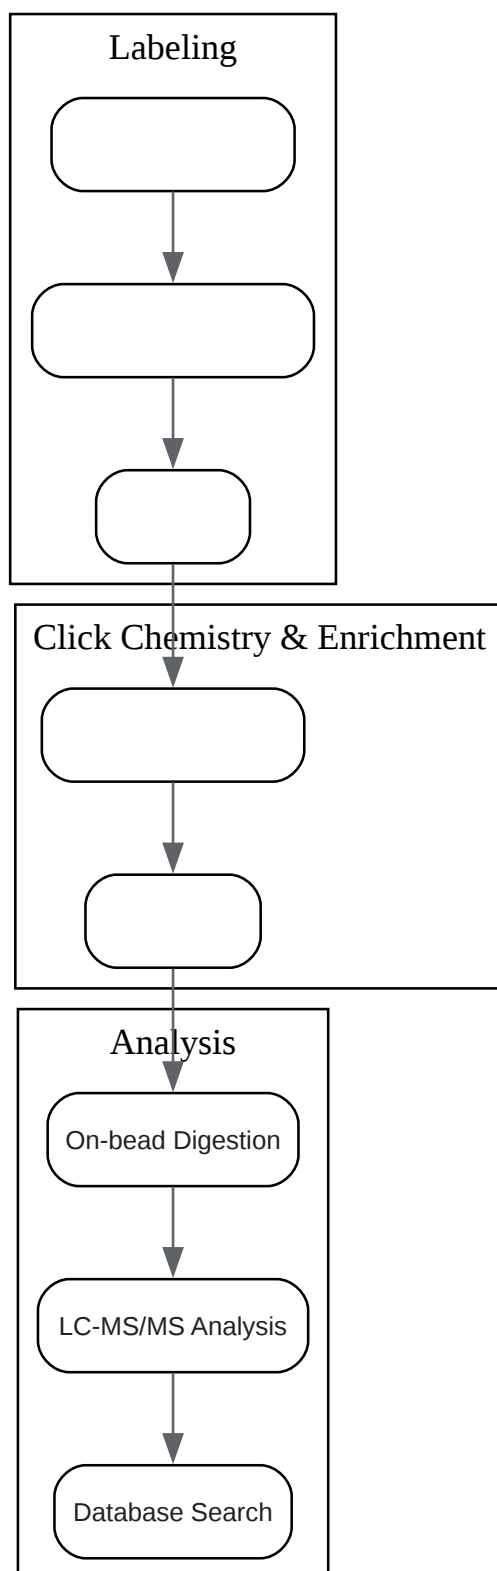 Labeling
Click Chemistry & Enrichment
Analysis
On-bead Digestion
LC-MS/MS Analysis
Database Search